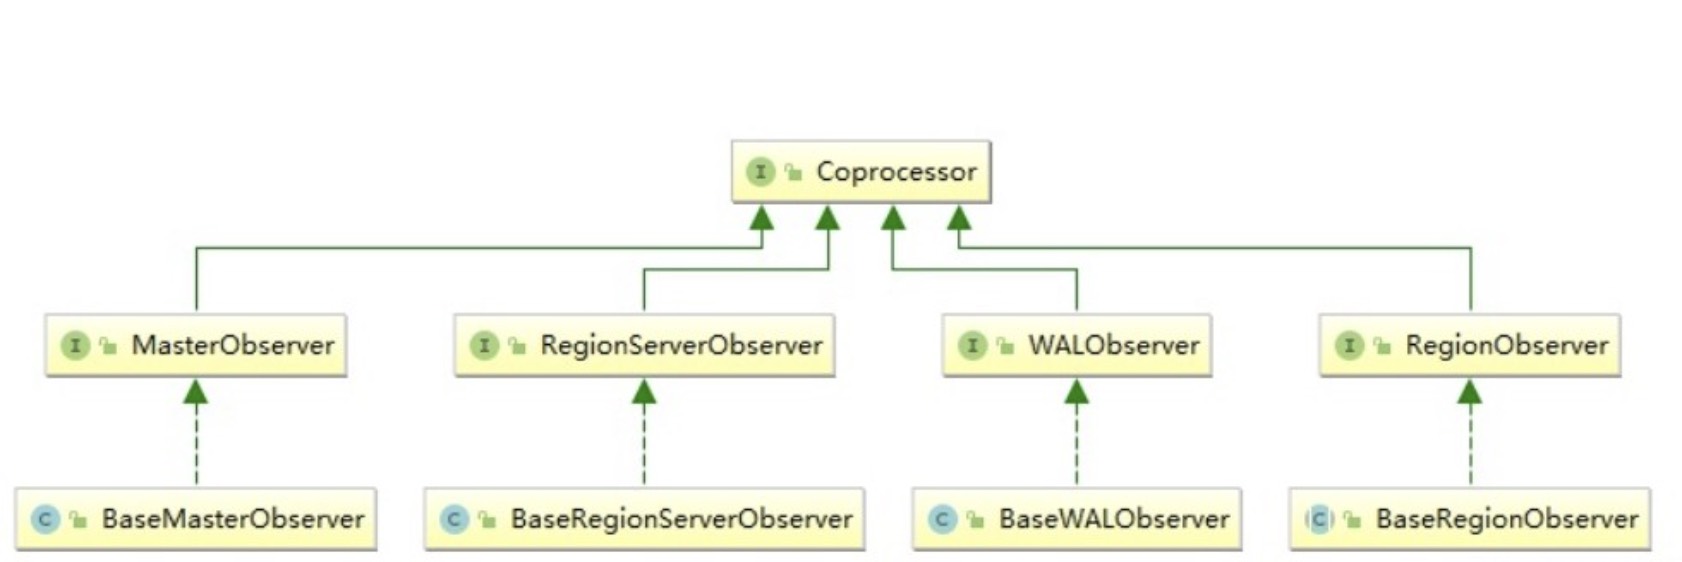 I Coprocessor
I MasterObserver I RegionServerObserver I WALObserver I RegionObserver
C BaseMasterObserver C BaseRegionServerObserver C BaseWALObserver C BaseRegionObserver